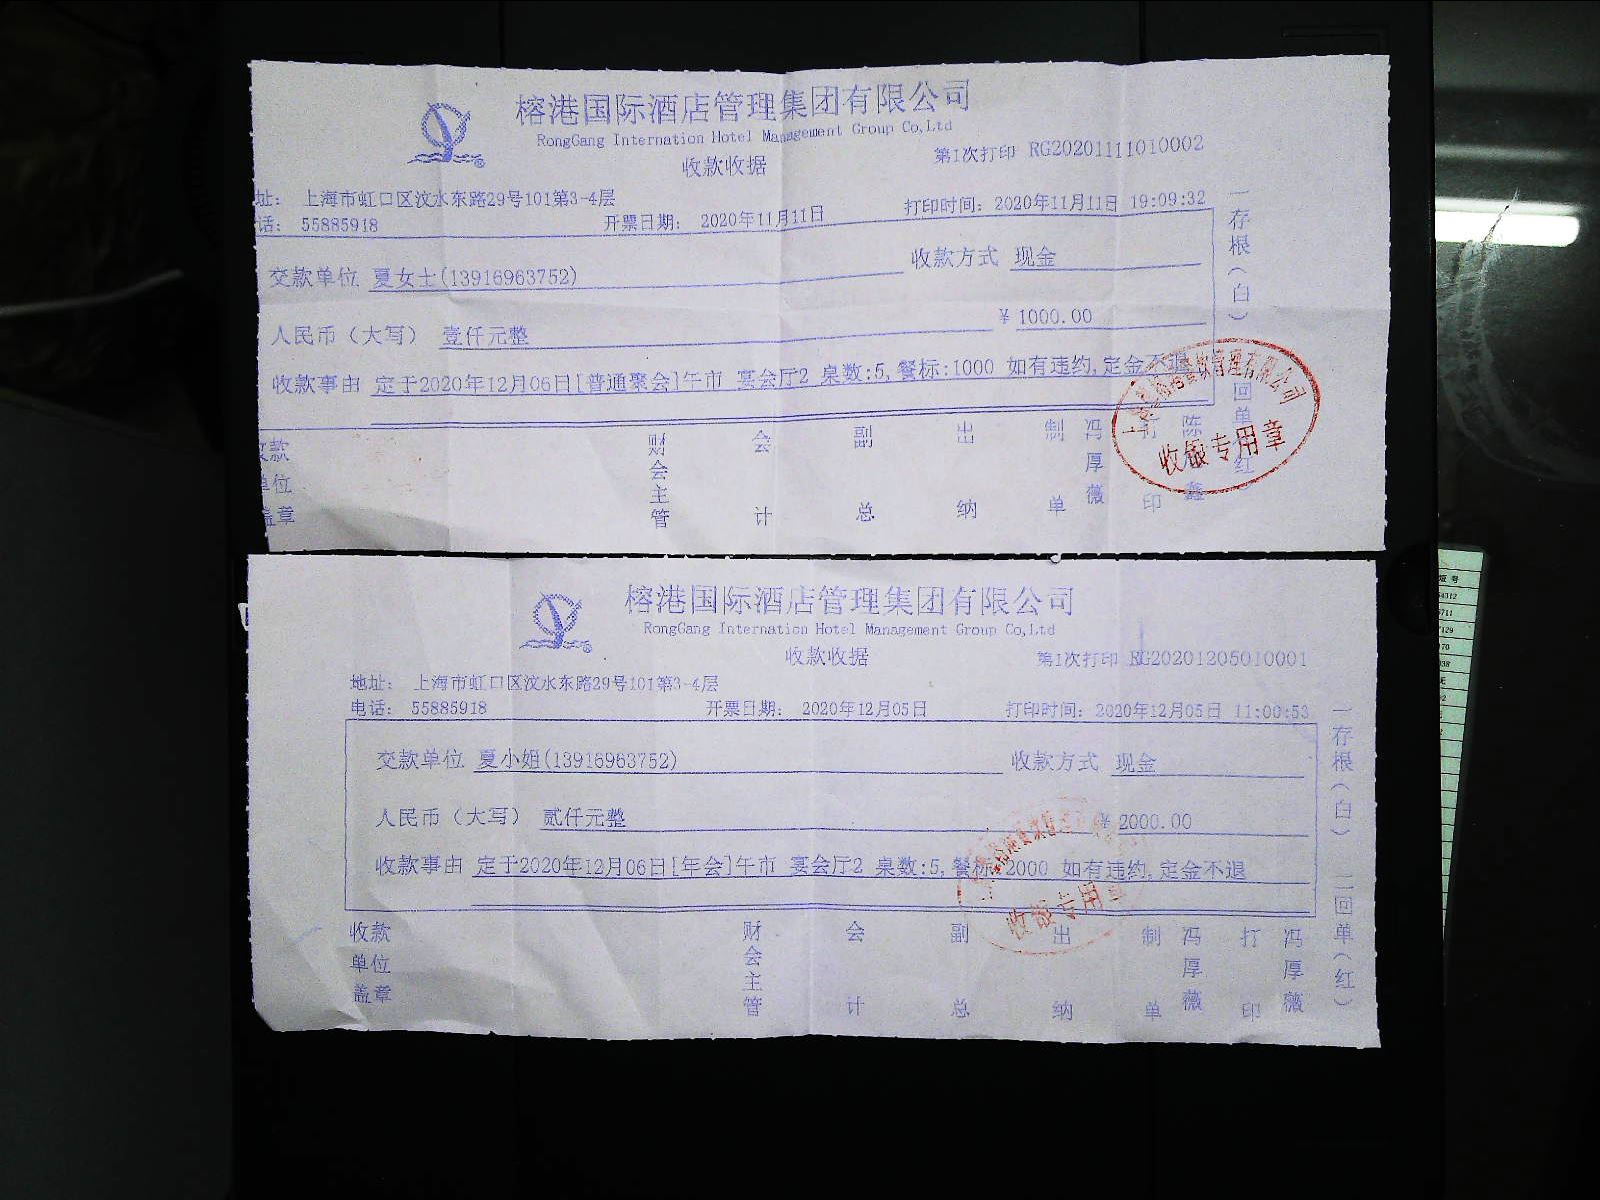 榕港国际酒店管理集团有限公司
RongGang Internation Hotel Management Group Co,Ltd
收款收据
第1次打印 RG20201111010002
址: 上海市虹口区汶水东路29号101第3-4层
话: 55885918
开票日期: 2020年11月11日
打印时间: 2020年11月11日 19:09:32
交款单位 夏女士(13916963752)
收款方式 现金
人民币（大写） 壹仟元整
¥ 1000.00
收款事由 定于2020年12月06日[普通聚会]午市 宴会厅2 桌数:5,餐标:1000 如有违约,定金不退
一存根(白)
回单(红)
收款单位盖章
财会主管
会计
副总
出纳
制单
冯厚薇
打印
陈鑫
管理有限公司
收银专用章
榕港国际酒店管理集团有限公司
RongGang Internation Hotel Management Group Co,Ltd
收款收据
第1次打印 RG20201205010001
地址: 上海市虹口区汶水东路29号101第3-4层
电话: 55885918
开票日期: 2020年12月05日
打印时间: 2020年12月05日 11:00:53
交款单位 夏小姐(13916963752)
收款方式 现金
人民币（大写） 贰仟元整
¥ 2000.00
收款事由 定于2020年12月06日[年会]午市 宴会厅2 桌数:5,餐标:2000 如有违约,定金不退
一存根(白) 二回单(红)
收款单位盖章
财会主管
会计
副总
出纳
制单
冯厚薇
打印
冯厚薇
收银专用章